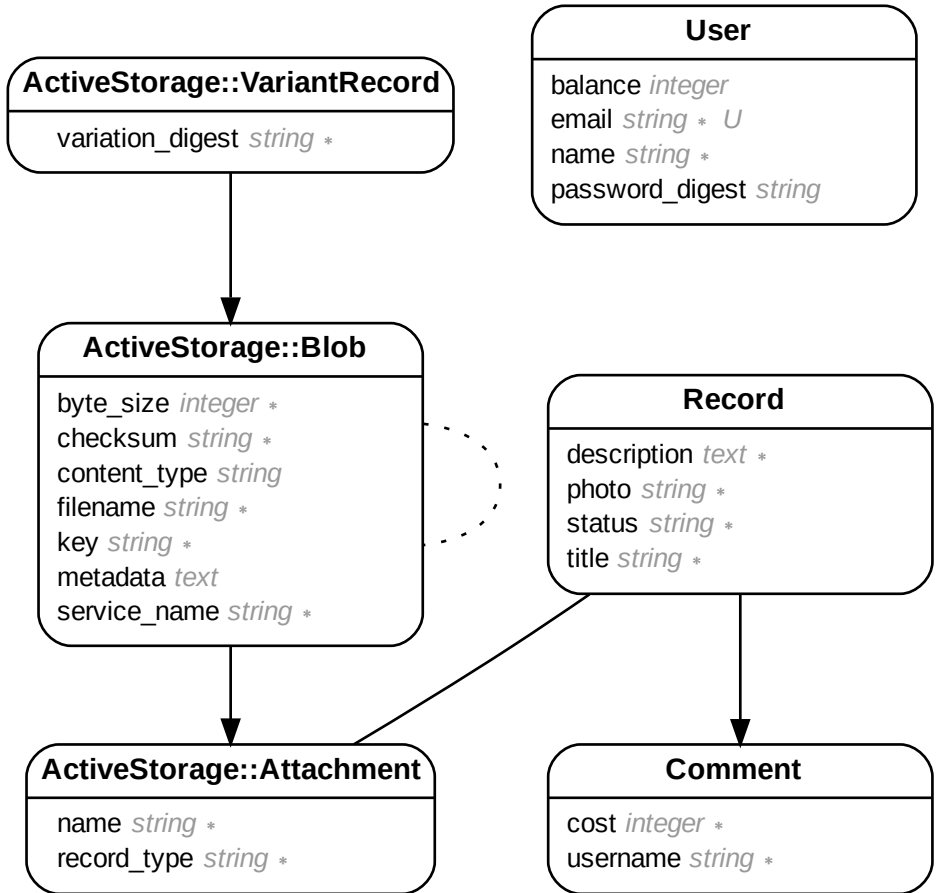 ActiveStorage::VariantRecord
variation_digest string *
User
balance integer
email string * U
name string *
password_digest string
ActiveStorage::Blob
byte_size integer *
checksum string *
content_type string
filename string *
key string *
metadata text
service_name string *
Record
description text *
photo string *
status string *
title string *
ActiveStorage::Attachment
name string *
record_type string *
Comment
cost integer *
username string *